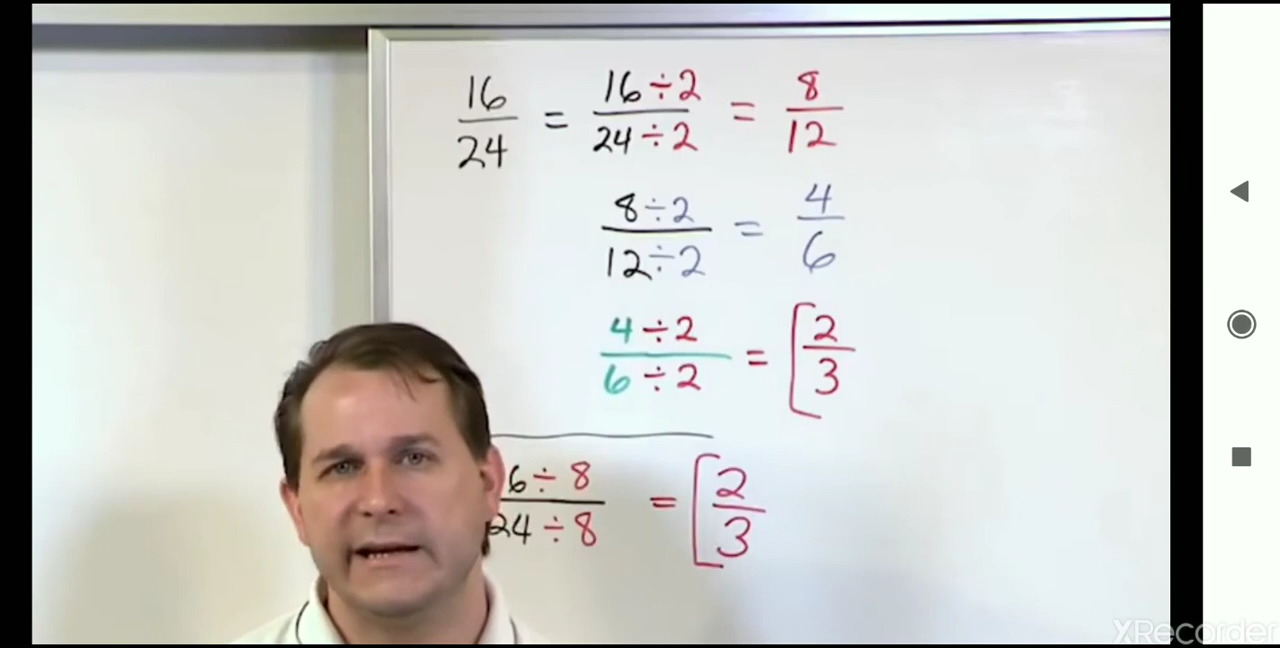 16/24 = 16÷2/24÷2 = 8/12
8÷2/12÷2 = 4/6
4÷2/6÷2 = [2/3
6÷8/24÷8 = [2/3
XRecorder